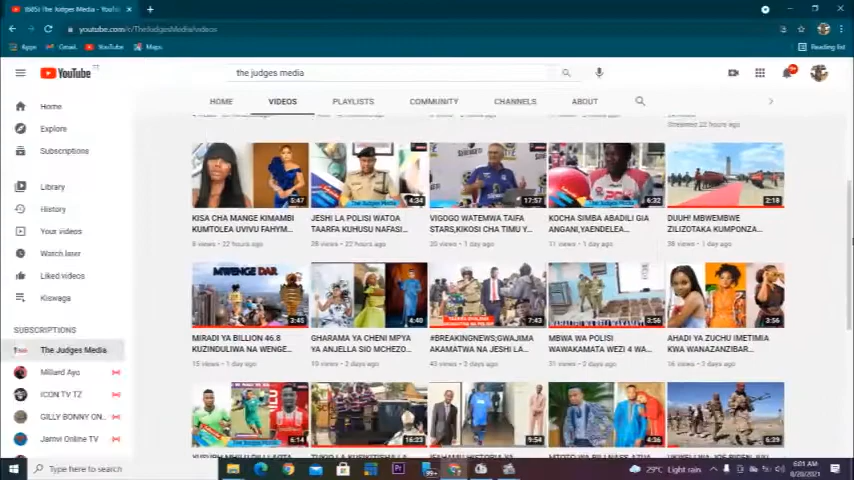 (605) The Judges Media - YouTu
youtube.com/c/TheJudgesMedia/videos
Apps Gmail YouTube Maps Reading list
YouTube the judges media
HOME VIDEOS PLAYLISTS COMMUNITY CHANNELS ABOUT
Home
Explore
Subscriptions
Library
History
Your videos
Watch later
Liked videos
Kiswaga
SUBSCRIPTIONS
The Judges Media
Millard Ayo
ICON TV TZ
GILLY BONNY ON...
Jamvi Online TV
Streamed 22 hours ago
5:47 4:34 17:57 6:32 2:18
KISA CHA MANGE KIMAMBI
KUMTOLEA UVIVU FAHYM...
22 hours ago
JESHI LA POLISI WATOA
TAARFA KUHUSU NAFASI...
28 views • 22 hours ago
VIGOGO WATEMWA TAIFA
STARS,KIKOSI CHA TIMU Y...
20 views • 1 day ago
KOCHA SIMBA ABADILI GIA
ANGANI,YAENDELEA...
views • 1 day ago
DUUH! MBWEMBWE
ZILIZOTAKA KUMPONZA...
38 views • 1 day ago
MWENGE DAR
3:45 4:40 7:43 3:56 3:56
MIRADI YA BILLION 46.8
KUZINDULIWA NA WENGE...
15 views • 1 day ago
GHARAMA YA CHENI MPYA
YA ANJELLA SIO MCHEZO...
19 views • 2 days ago
#BREAKINGNEWS;GWAJIMA
AKAMATWA NA JESHI LA...
43 views • 2 days ago
MBWA WA POLISI
WAWAKAMATA WEZI 4 WA...
31 views • 2 days ago
AHADI YA ZUCHU IMETIMIA
KWA WANAZANZIBAR...
16 views • 2 days ago
6:14 16:23 9:54 4:36 6:39
Type here to search
29°C Light rain
6:01 AM
8/20/2021